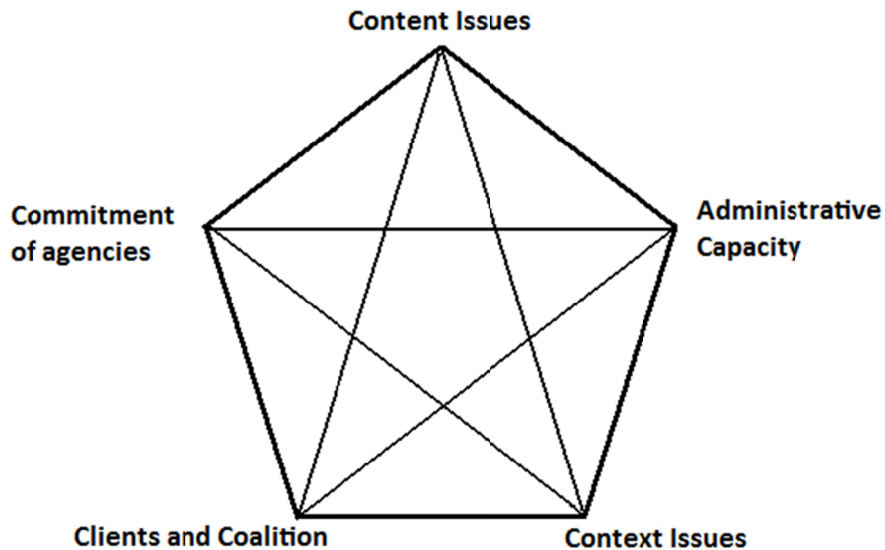 Content Issues
Commitment
of agencies
Administrative
Capacity
Clients and Coalition
Context Issues